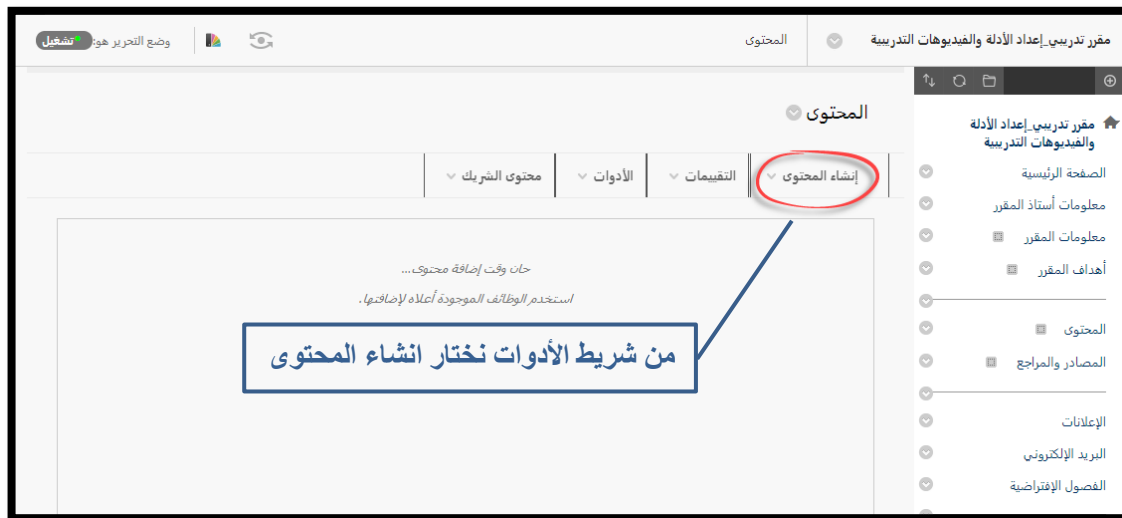 مقرر تدريبي_إعداد الأدلة والفيديوهات التدريبية
المحتوى
وضع التحرير هو: تشغيل
مقرر تدريبي_إعداد الأدلة
والفيديوهات التدريبية
الصفحة الرئيسية
معلومات أستاذ المقرر
معلومات المقرر
أهداف المقرر
المحتوى
المصادر والمراجع
الإعلانات
البريد الإلكتروني
الفصول الإفتراضية
المحتوى
إنشاء المحتوى
التقييمات
الأدوات
محتوى الشريك
حان وقت إضافة محتوى...
استخدم الوظائف الموجودة أعلاه لإضافتها.
من شريط الأدوات نختار انشاء المحتوى